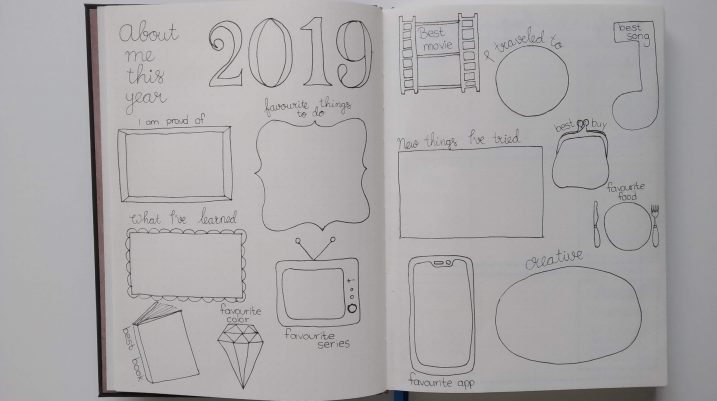 About
me
this
year
2019
I am proud of
favourite things
to do
What I've learned
best book
favourite
color
favourite
series
Best
movie
I traveled to
best
song
New things I've tried
best buy
favourite
food
favourite app
creative